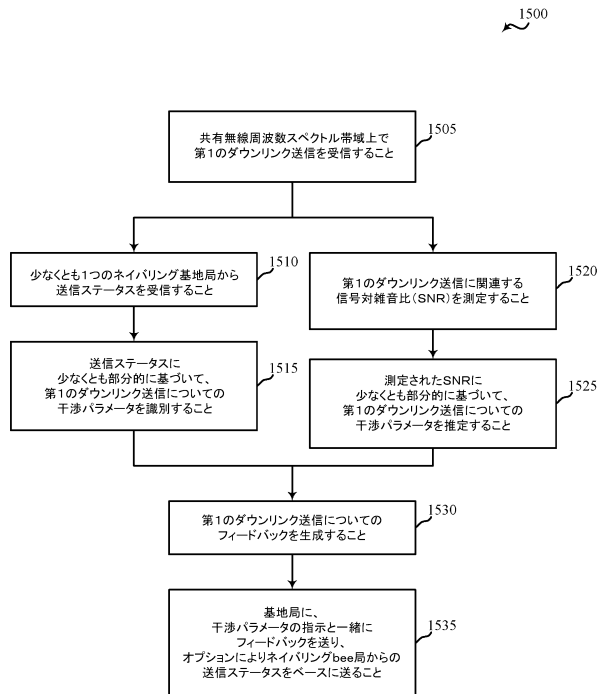 1500
共有無線周波数スペクトル帯域上で
第1のダウンリンク送信を受信すること
1505
少なくとも1つのネイバリング基地局から
送信ステータスを受信すること
1510
第1のダウンリンク送信に関連する
信号対雑音比(SNR)を測定すること
1520
送信ステータスに
少なくとも部分的に基づいて、
第1のダウンリンク送信についての
干渉パラメータを識別すること
1515
測定されたSNRに
少なくとも部分的に基づいて、
第1のダウンリンク送信についての
干渉パラメータを推定すること
1525
第1のダウンリンク送信についての
フィードバックを生成すること
1530
基地局に、
干渉パラメータの指示と一緒に
フィードバックを送り、
オプションによりネイバリングbee局からの
送信ステータスをベースに送ること
1535